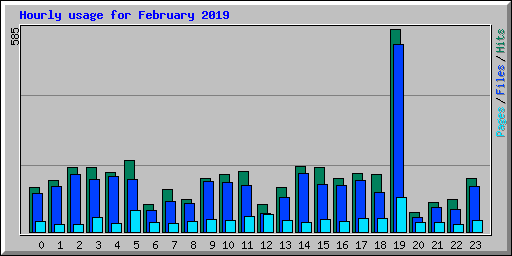 Hourly usage for February 2019
585
Pages / Files / Hits
0 1 2 3 4 5 6 7 8 9 10 11 12 13 14 15 16 17 18 19 20 21 22 23